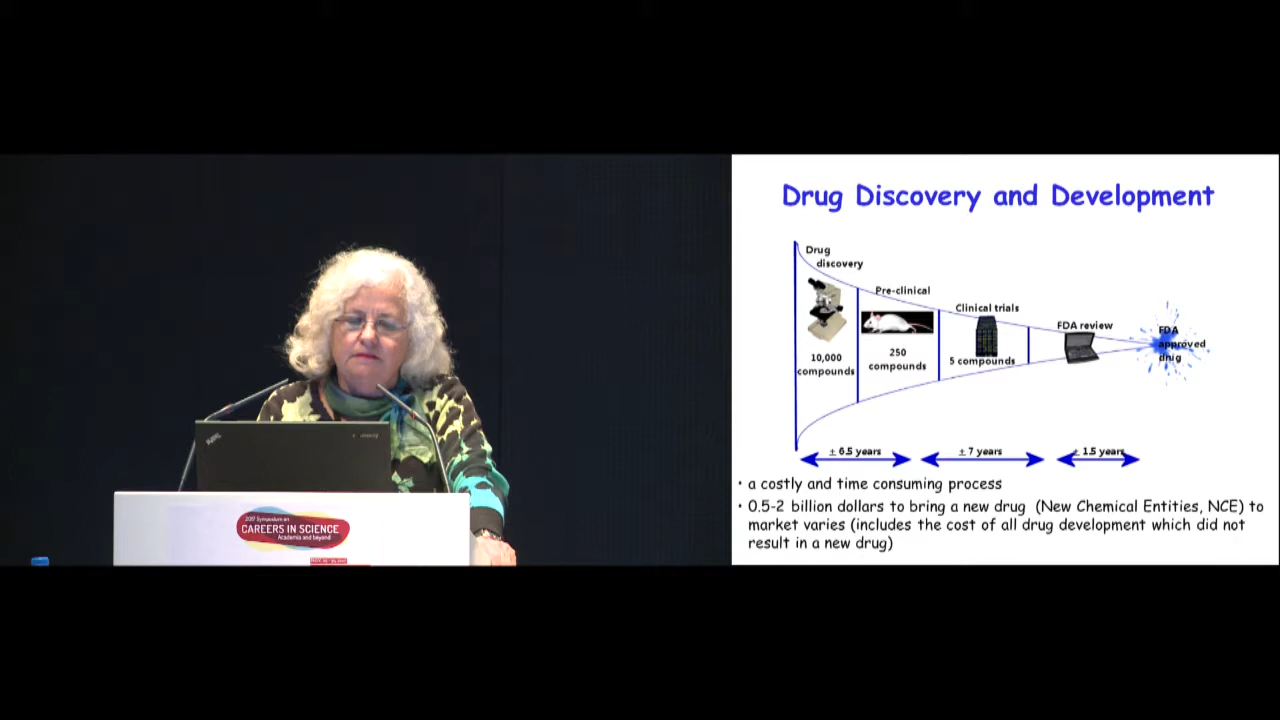 Drug Discovery and Development
Drug
discovery
Pre-clinical
Clinical trials
FDA review
FDA
approved
drug
10,000
compounds
250
compounds
5 compounds
± 6.5 years
± 7 years
± 1.5 years
• a costly and time consuming process
• 0.5-2 billion dollars to bring a new drug (New Chemical Entities, NCE) to
market varies (includes the cost of all drug development which did not
result in a new drug)
2017 Symposium on
CAREERS IN SCIENCE
Academia and beyond